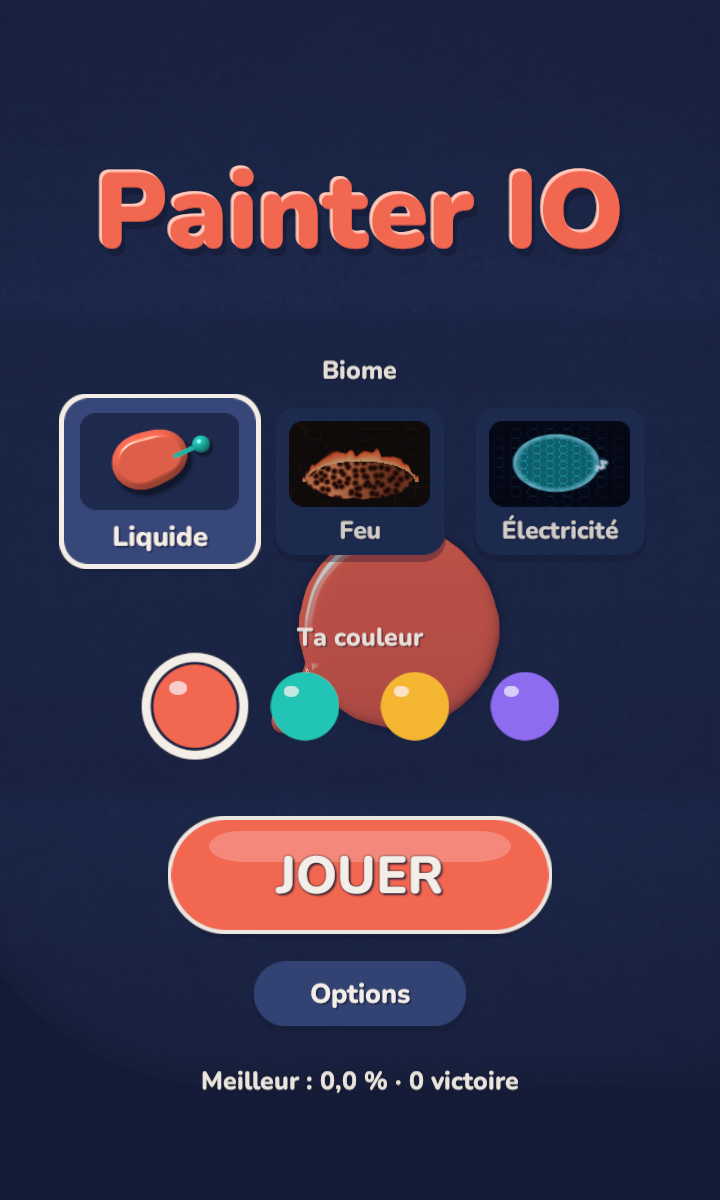 Painter IO
Biome
Liquide
Feu
Électricité
Ta couleur
JOUER
Options
Meilleur : 0,0 % · 0 victoire